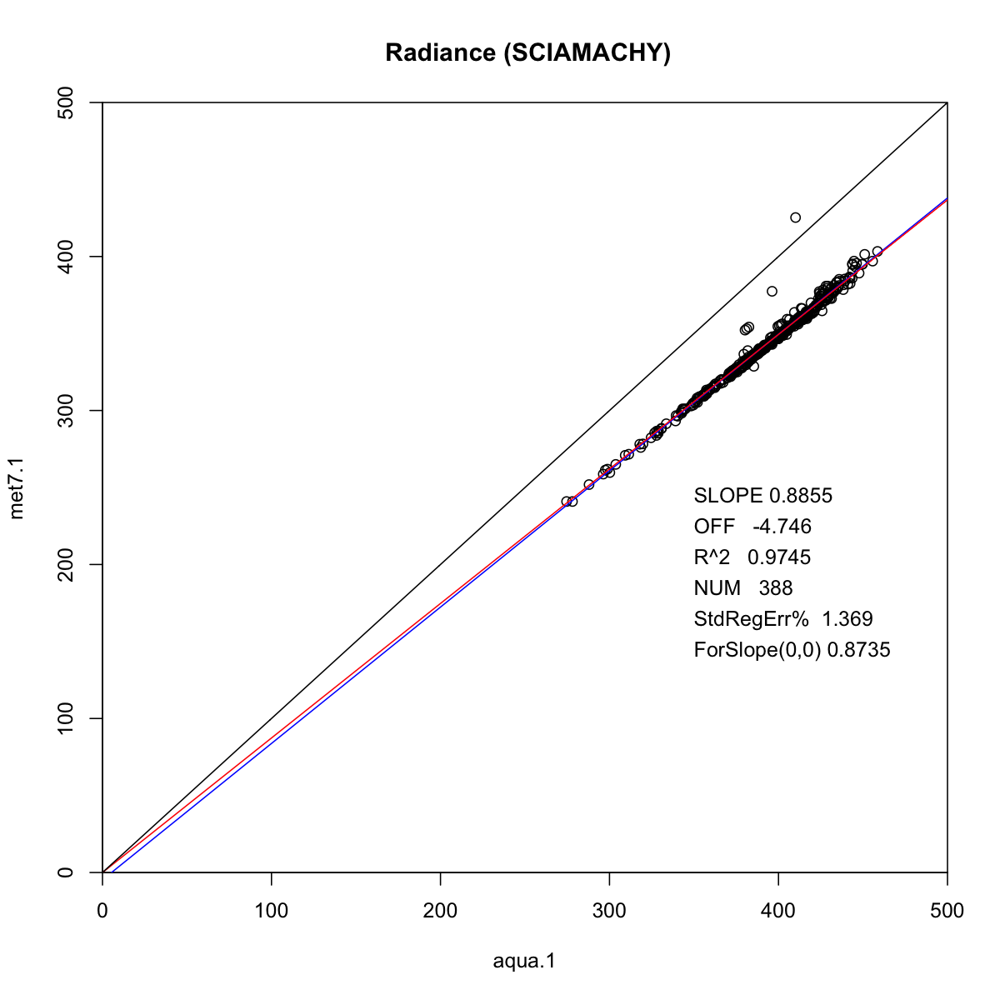 Radiance (SCIAMACHY)
500
400
300
200
100
0
met7.1
SLOPE 0.8855
OFF -4.746
R^2 0.9745
NUM 388
StdRegErr% 1.369
ForSlope(0,0) 0.8735
0 100 200 300 400 500
aqua.1